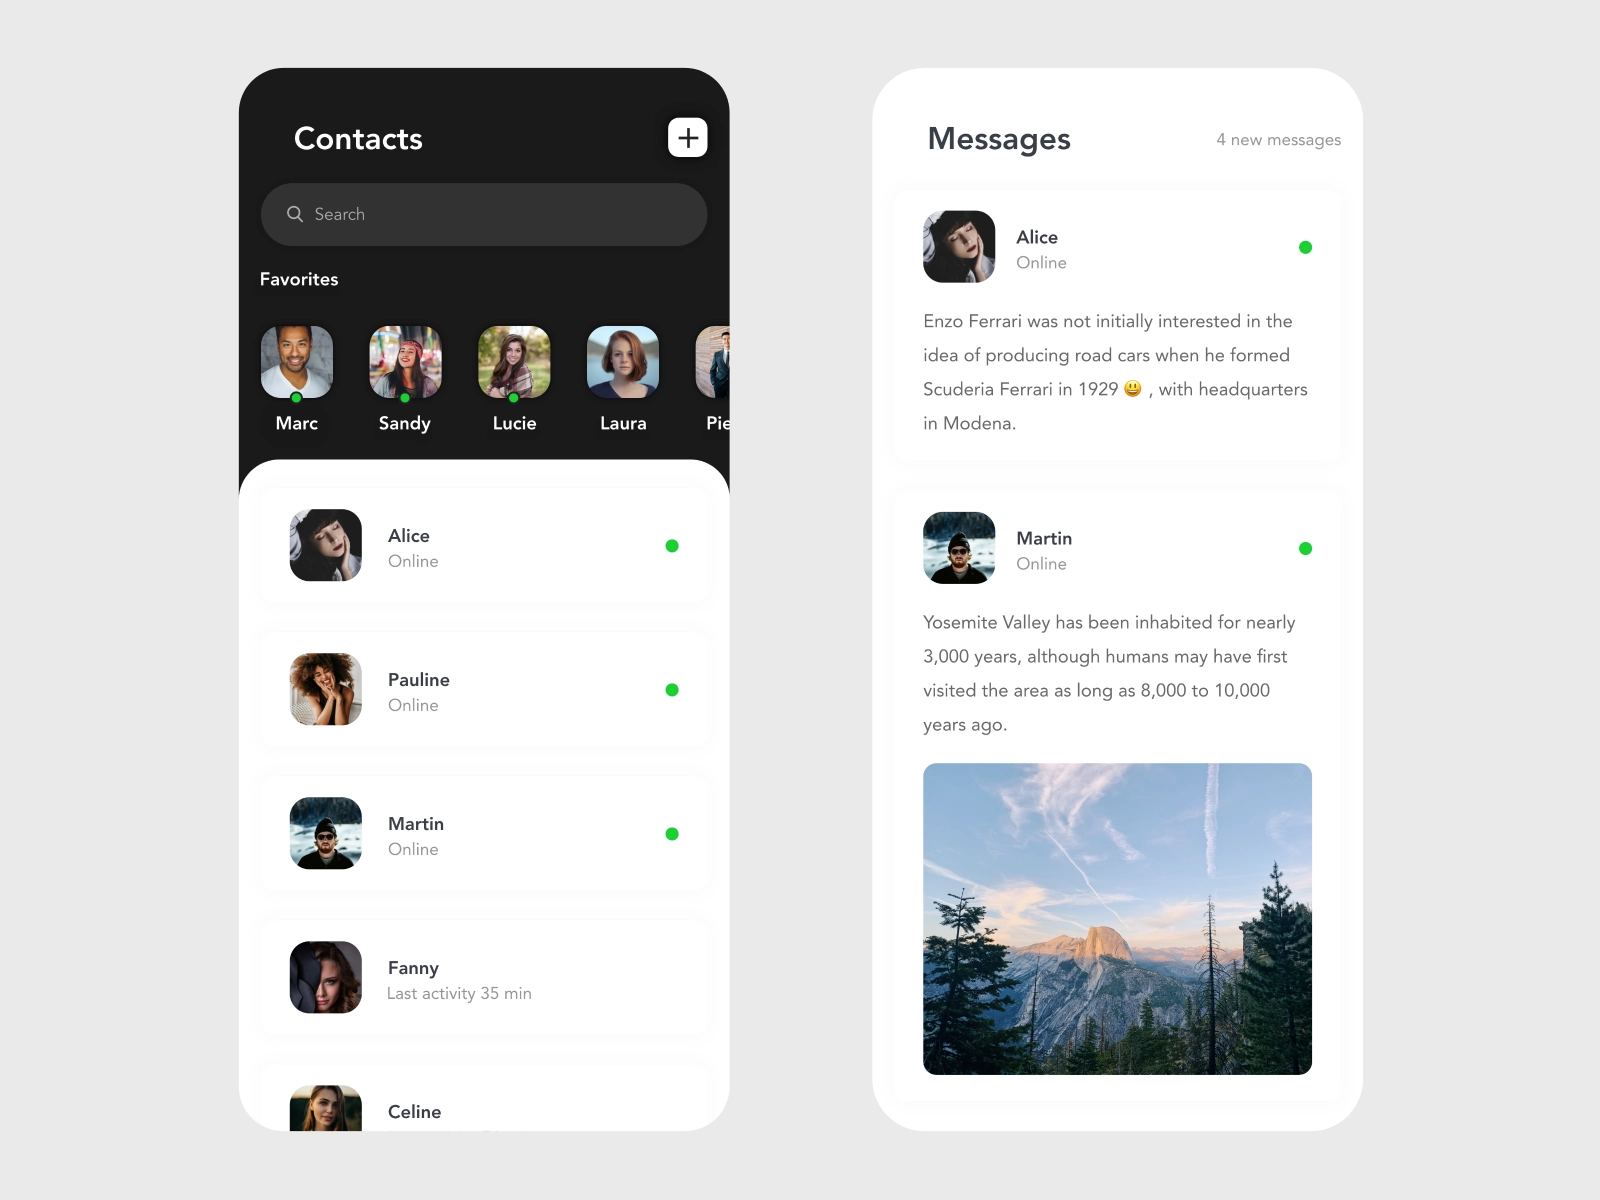 Contacts
Search
Favorites
Marc
Sandy
Lucie
Laura
Pie
Alice
Online
Pauline
Online
Martin
Online
Fanny
Last activity 35 min
Celine
Messages
4 new messages
Alice
Online
Enzo Ferrari was not initially interested in the
idea of producing road cars when he formed
Scuderia Ferrari in 1929 😃 , with headquarters
in Modena.
Martin
Online
Yosemite Valley has been inhabited for nearly
3,000 years, although humans may have first
visited the area as long as 8,000 to 10,000
years ago.